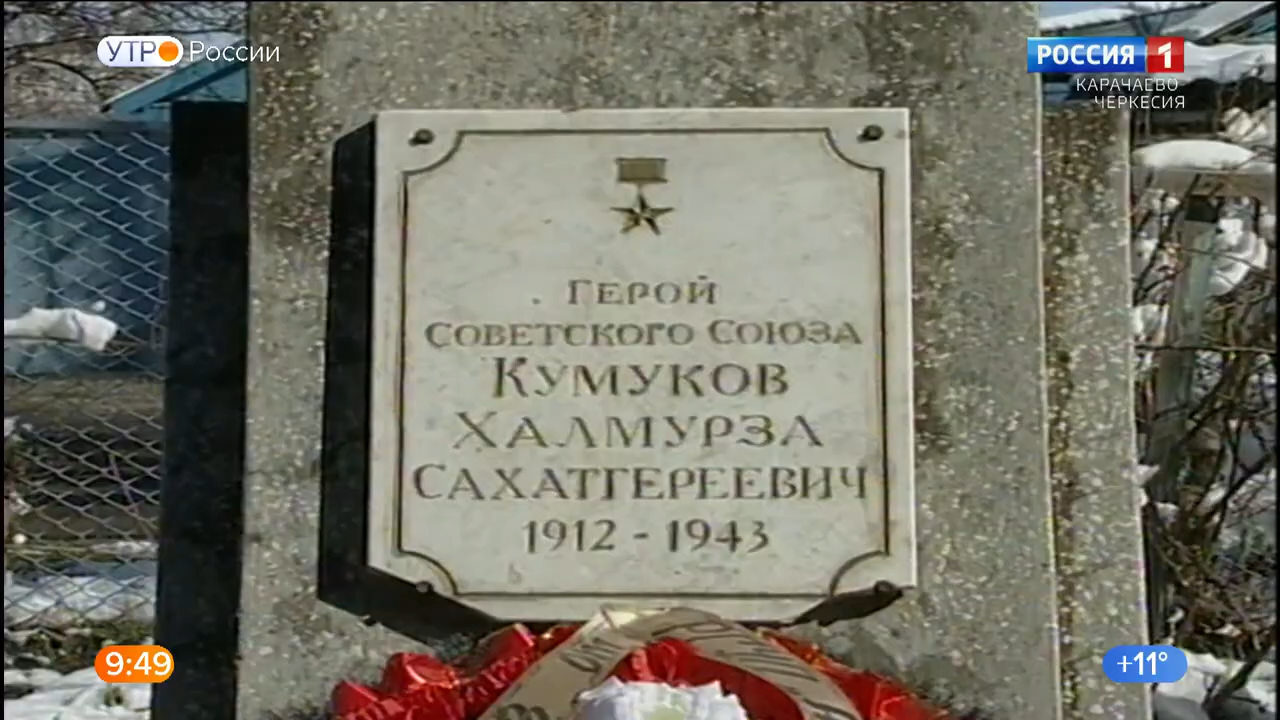 УТРО России
РОССИЯ 1
КАРАЧАЕВО
ЧЕРКЕСИЯ
ГЕРОЙ
СОВЕТСКОГО СОЮЗА
КУМУКОВ
ХАЛМУРЗА
САХАТГЕРЕЕВИЧ
1912 - 1943
9:49
+11°